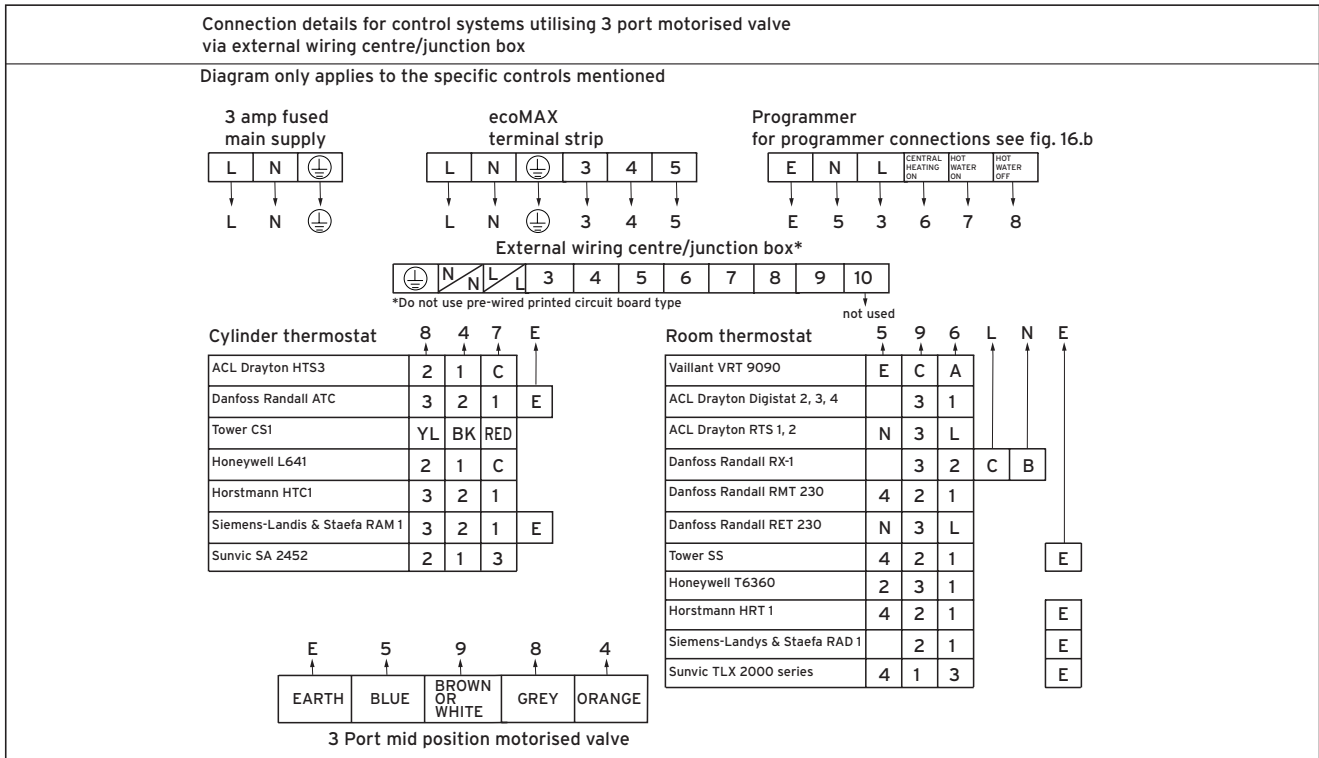 Connection details for control systems utilising 3 port motorised valve
via external wiring centre/junction box
Diagram only applies to the specific controls mentioned
3 amp fused
main supply
L N
L N
ecoMAX
terminal strip
L N 3 4 5
L N 3 4 5
Programmer
for programmer connections see fig. 16.b
E N L CENTRAL HEATING ON HOT WATER ON HOT WATER OFF
E 5 3 6 7 8
External wiring centre/junction box*
N/N L/L 3 4 5 6 7 8 9 10
*Do not use pre-wired printed circuit board type
not used
Cylinder thermostat 8 4 7 E
ACL Drayton HTS3 2 1 C
Danfoss Randall ATC 3 2 1 E
Tower CS1 YL BK RED
Honeywell L641 2 1 C
Horstmann HTC1 3 2 1
Siemens-Landis & Staefa RAM 1 3 2 1 E
Sunvic SA 2452 2 1 3
Room thermostat 5 9 6 L N E
Vaillant VRT 9090 E C A
ACL Drayton Digistat 2, 3, 4 3 1
ACL Drayton RTS 1, 2 N 3 L
Danfoss Randall RX-1 3 2 C B
Danfoss Randall RMT 230 4 2 1
Danfoss Randall RET 230 N 3 L
Tower SS 4 2 1 E
Honeywell T6360 2 3 1
Horstmann HRT 1 4 2 1 E
Siemens-Landys & Staefa RAD 1 2 1 E
Sunvic TLX 2000 series 4 1 3 E
E 5 9 8 4
EARTH BLUE BROWN OR WHITE GREY ORANGE
3 Port mid position motorised valve